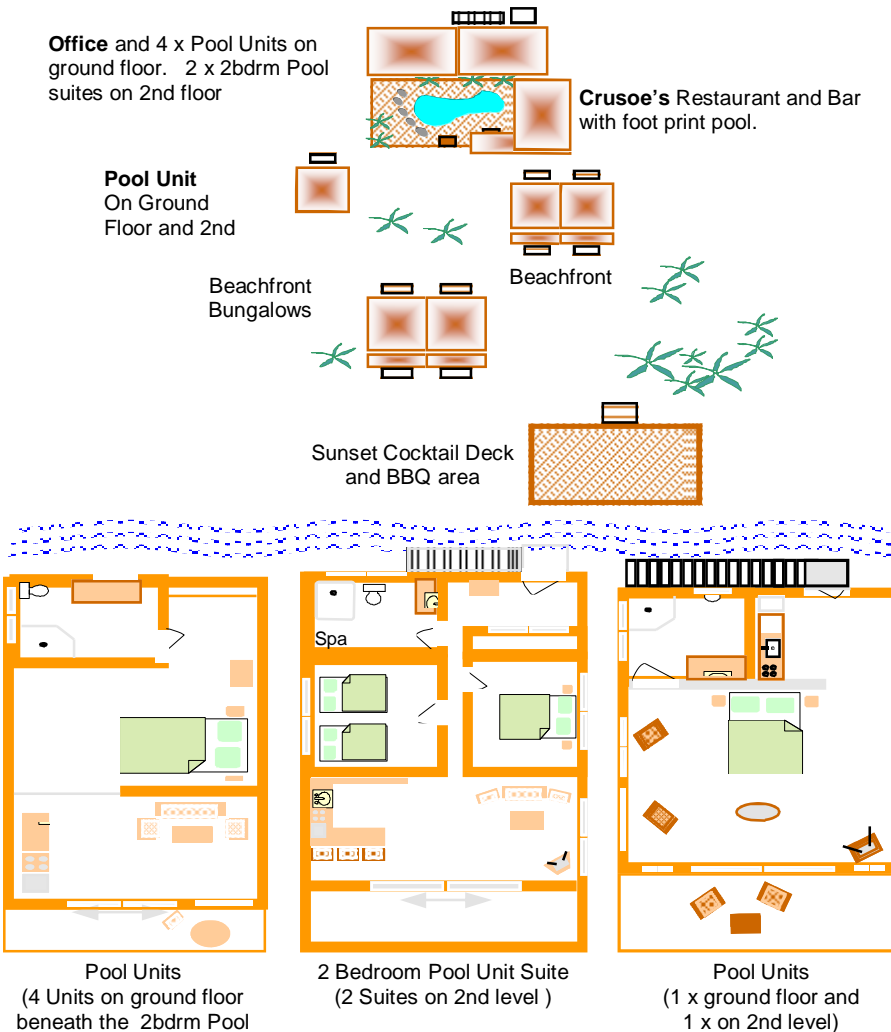 Office and 4 x Pool Units on
ground floor. 2 x 2bdrm Pool
suites on 2nd floor
Crusoe's Restaurant and Bar
with foot print pool.
Pool Unit
On Ground
Floor and 2nd
Beachfront
Beachfront
Bungalows
Sunset Cocktail Deck
and BBQ area
Spa
Pool Units
(4 Units on ground floor
beneath the 2bdrm Pool
2 Bedroom Pool Unit Suite
(2 Suites on 2nd level )
Pool Units
(1 x ground floor and
1 x on 2nd level)